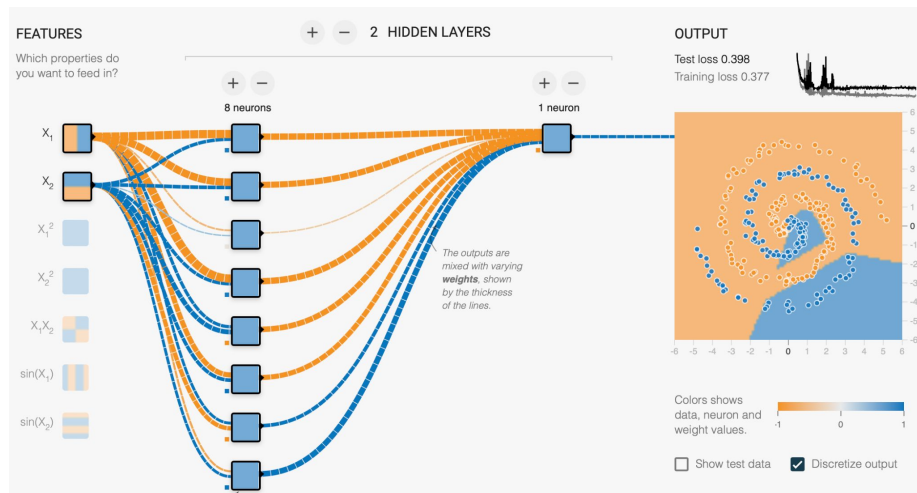 FEATURES
Which properties do
you want to feed in?
+ − 2 HIDDEN LAYERS
+ −
8 neurons
+ −
1 neuron
X₁
X₂
X₁²
X₂²
X₁X₂
sin(X₁)
sin(X₂)
The outputs are
mixed with varying
weights, shown
by the thickness
of the lines.
OUTPUT
Test loss 0.398
Training loss 0.377
6
5
4
3
2
1
0
-1
-2
-3
-4
-5
-6
-6 -5 -4 -3 -2 -1 0 1 2 3 4 5 6
Colors shows
data, neuron and
weight values.
-1 0 1
Show test data
Discretize output